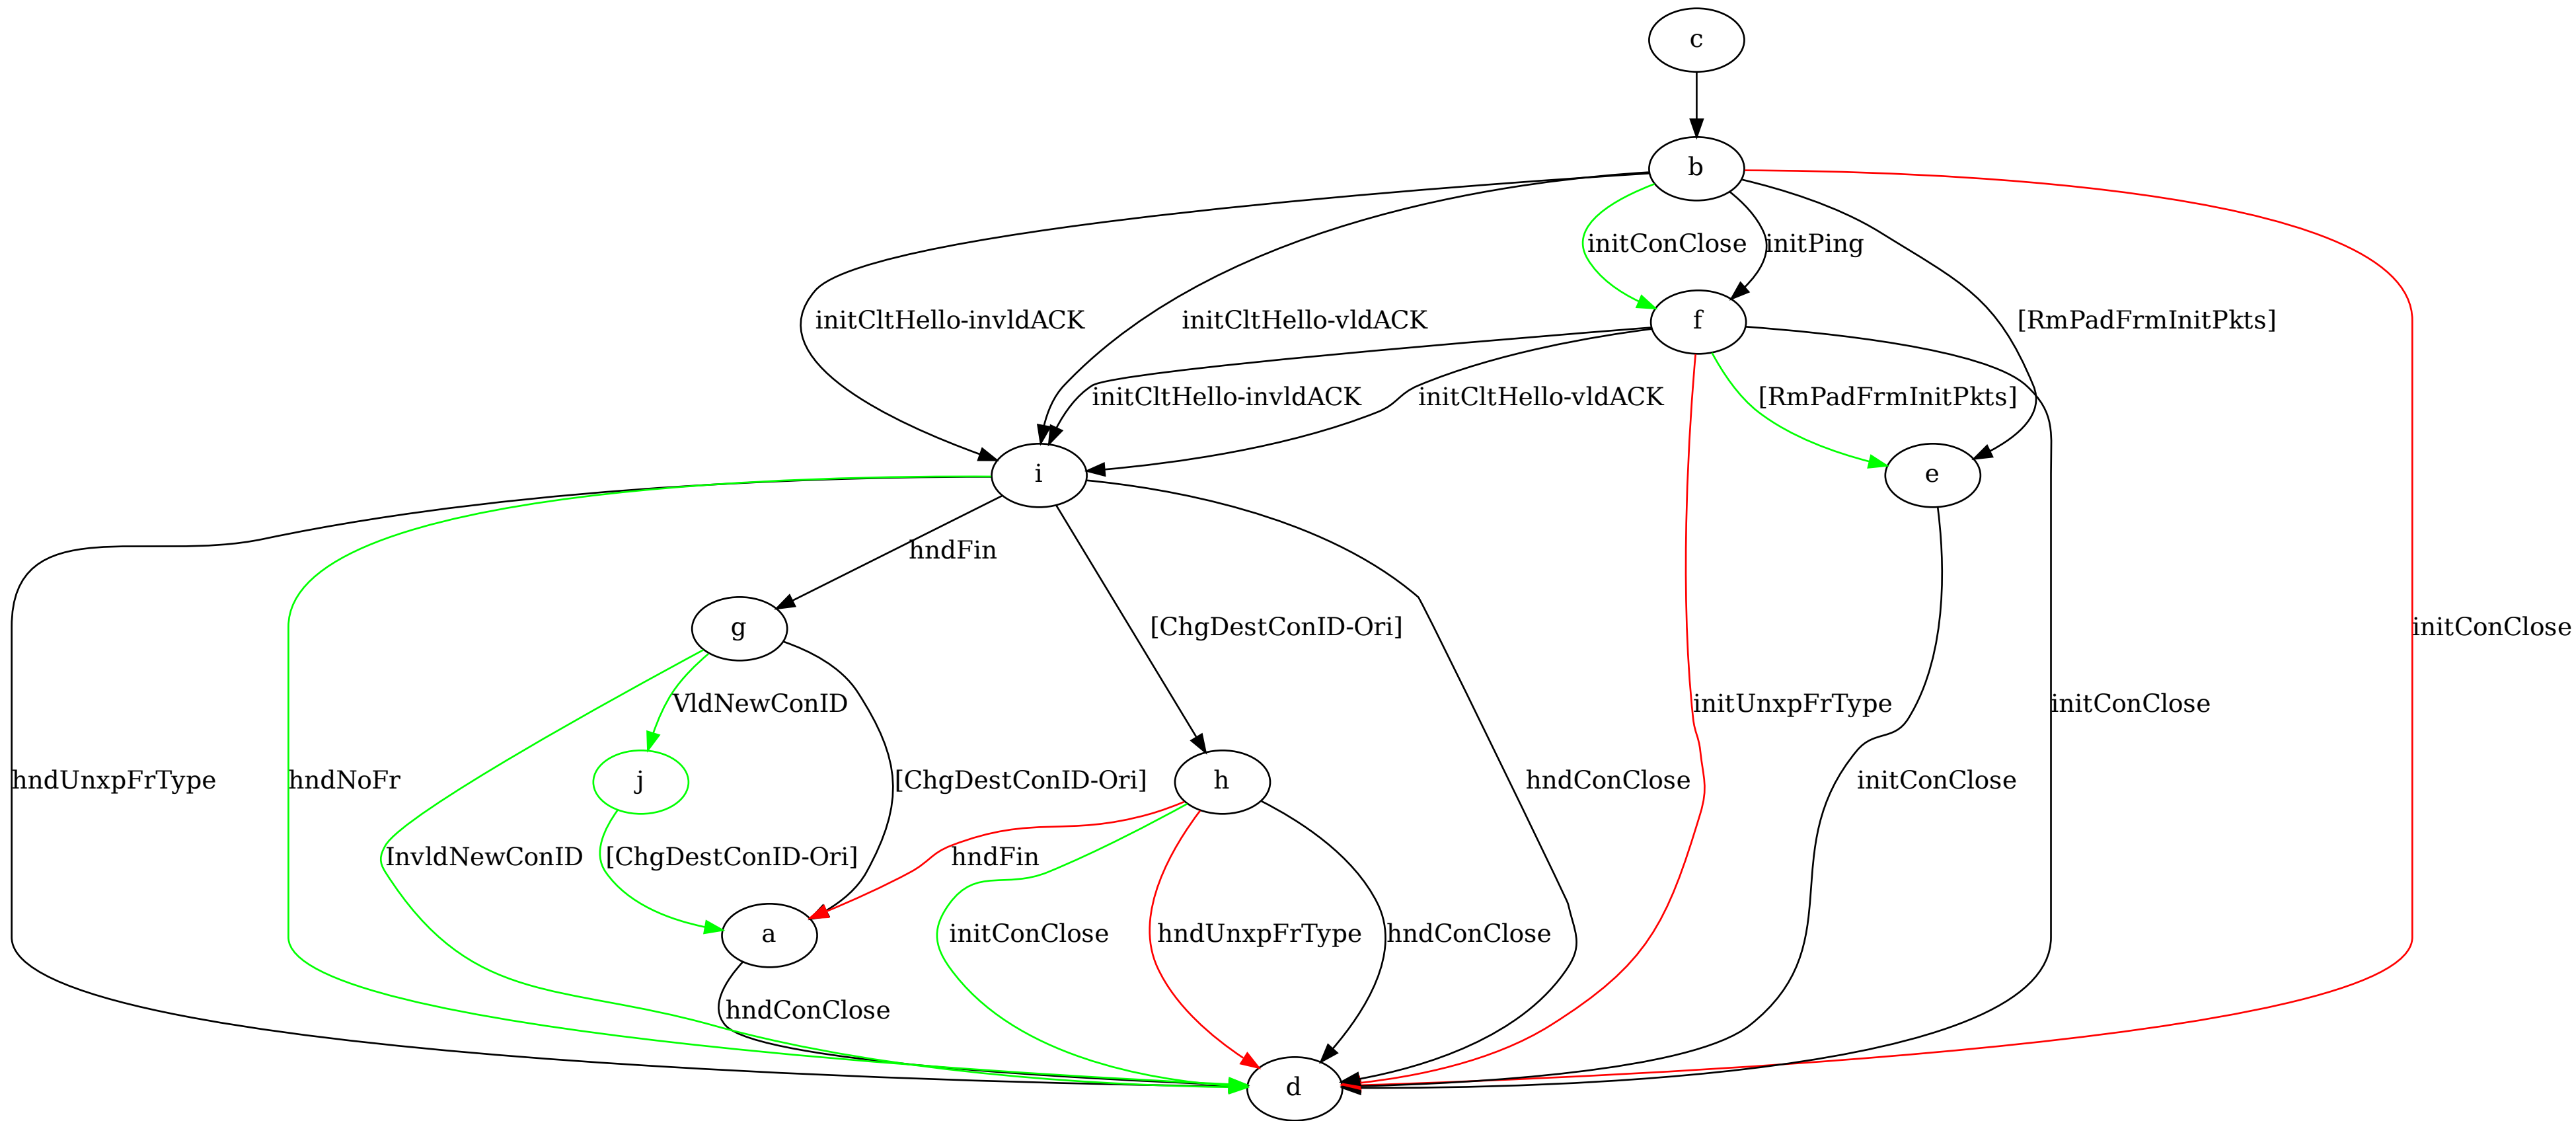 c
b
initConClose
initPing
f
initCltHello-invldACK
initCltHello-vldACK
[RmPadFrmInitPkts]
initCltHello-invldACK
initCltHello-vldACK
[RmPadFrmInitPkts]
i
e
hndFin
g
[ChgDestConID-Ori]
initConClose
VldNewConID
initUnxpFrType
initConClose
hndUnxpFrType
hndNoFr
j
[ChgDestConID-Ori]
h
hndConClose
initConClose
InvldNewConID
[ChgDestConID-Ori]
hndFin
a
initConClose
hndUnxpFrType
hndConClose
hndConClose
d